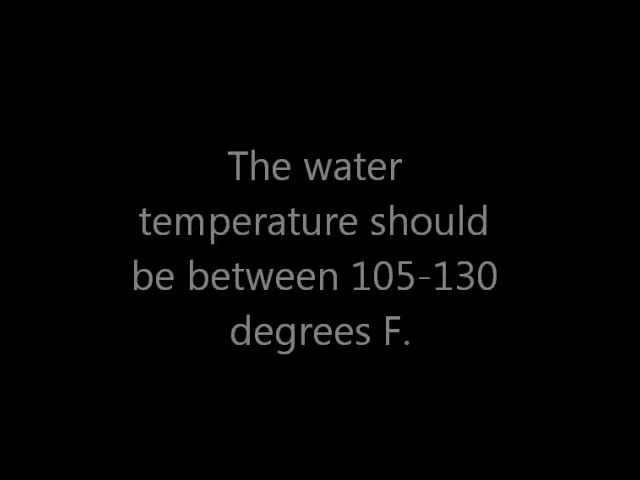 The water
temperature should
be between 105-130
degrees F.